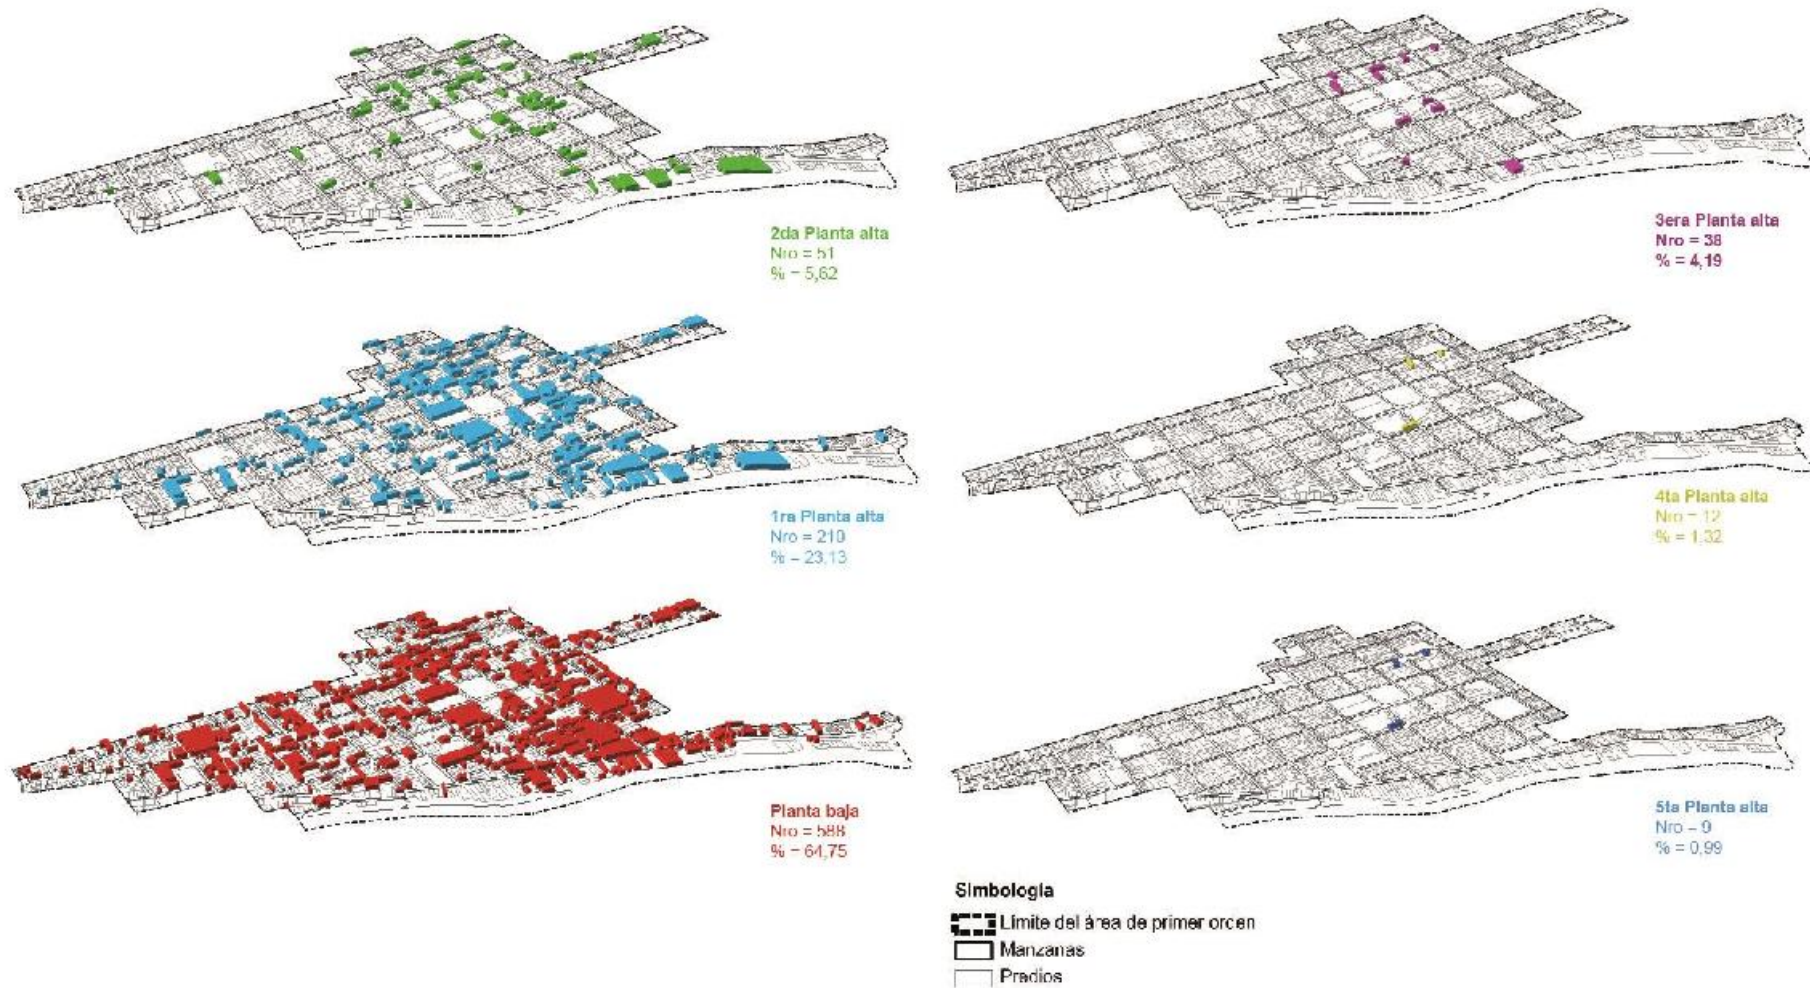 2da Planta alta
Nro = 51
% = 5,62
3era Planta alta
Nro = 38
% = 4,19
1ra Planta alta
Nro = 210
% = 23,13
4ta Planta alta
Nro = 12
% = 1,32
Planta baja
Nro = 588
% = 64,75
5ta Planta alta
Nro = 9
% = 0,99
Simbología
Límite del área de primer orden
Manzanas
Predios